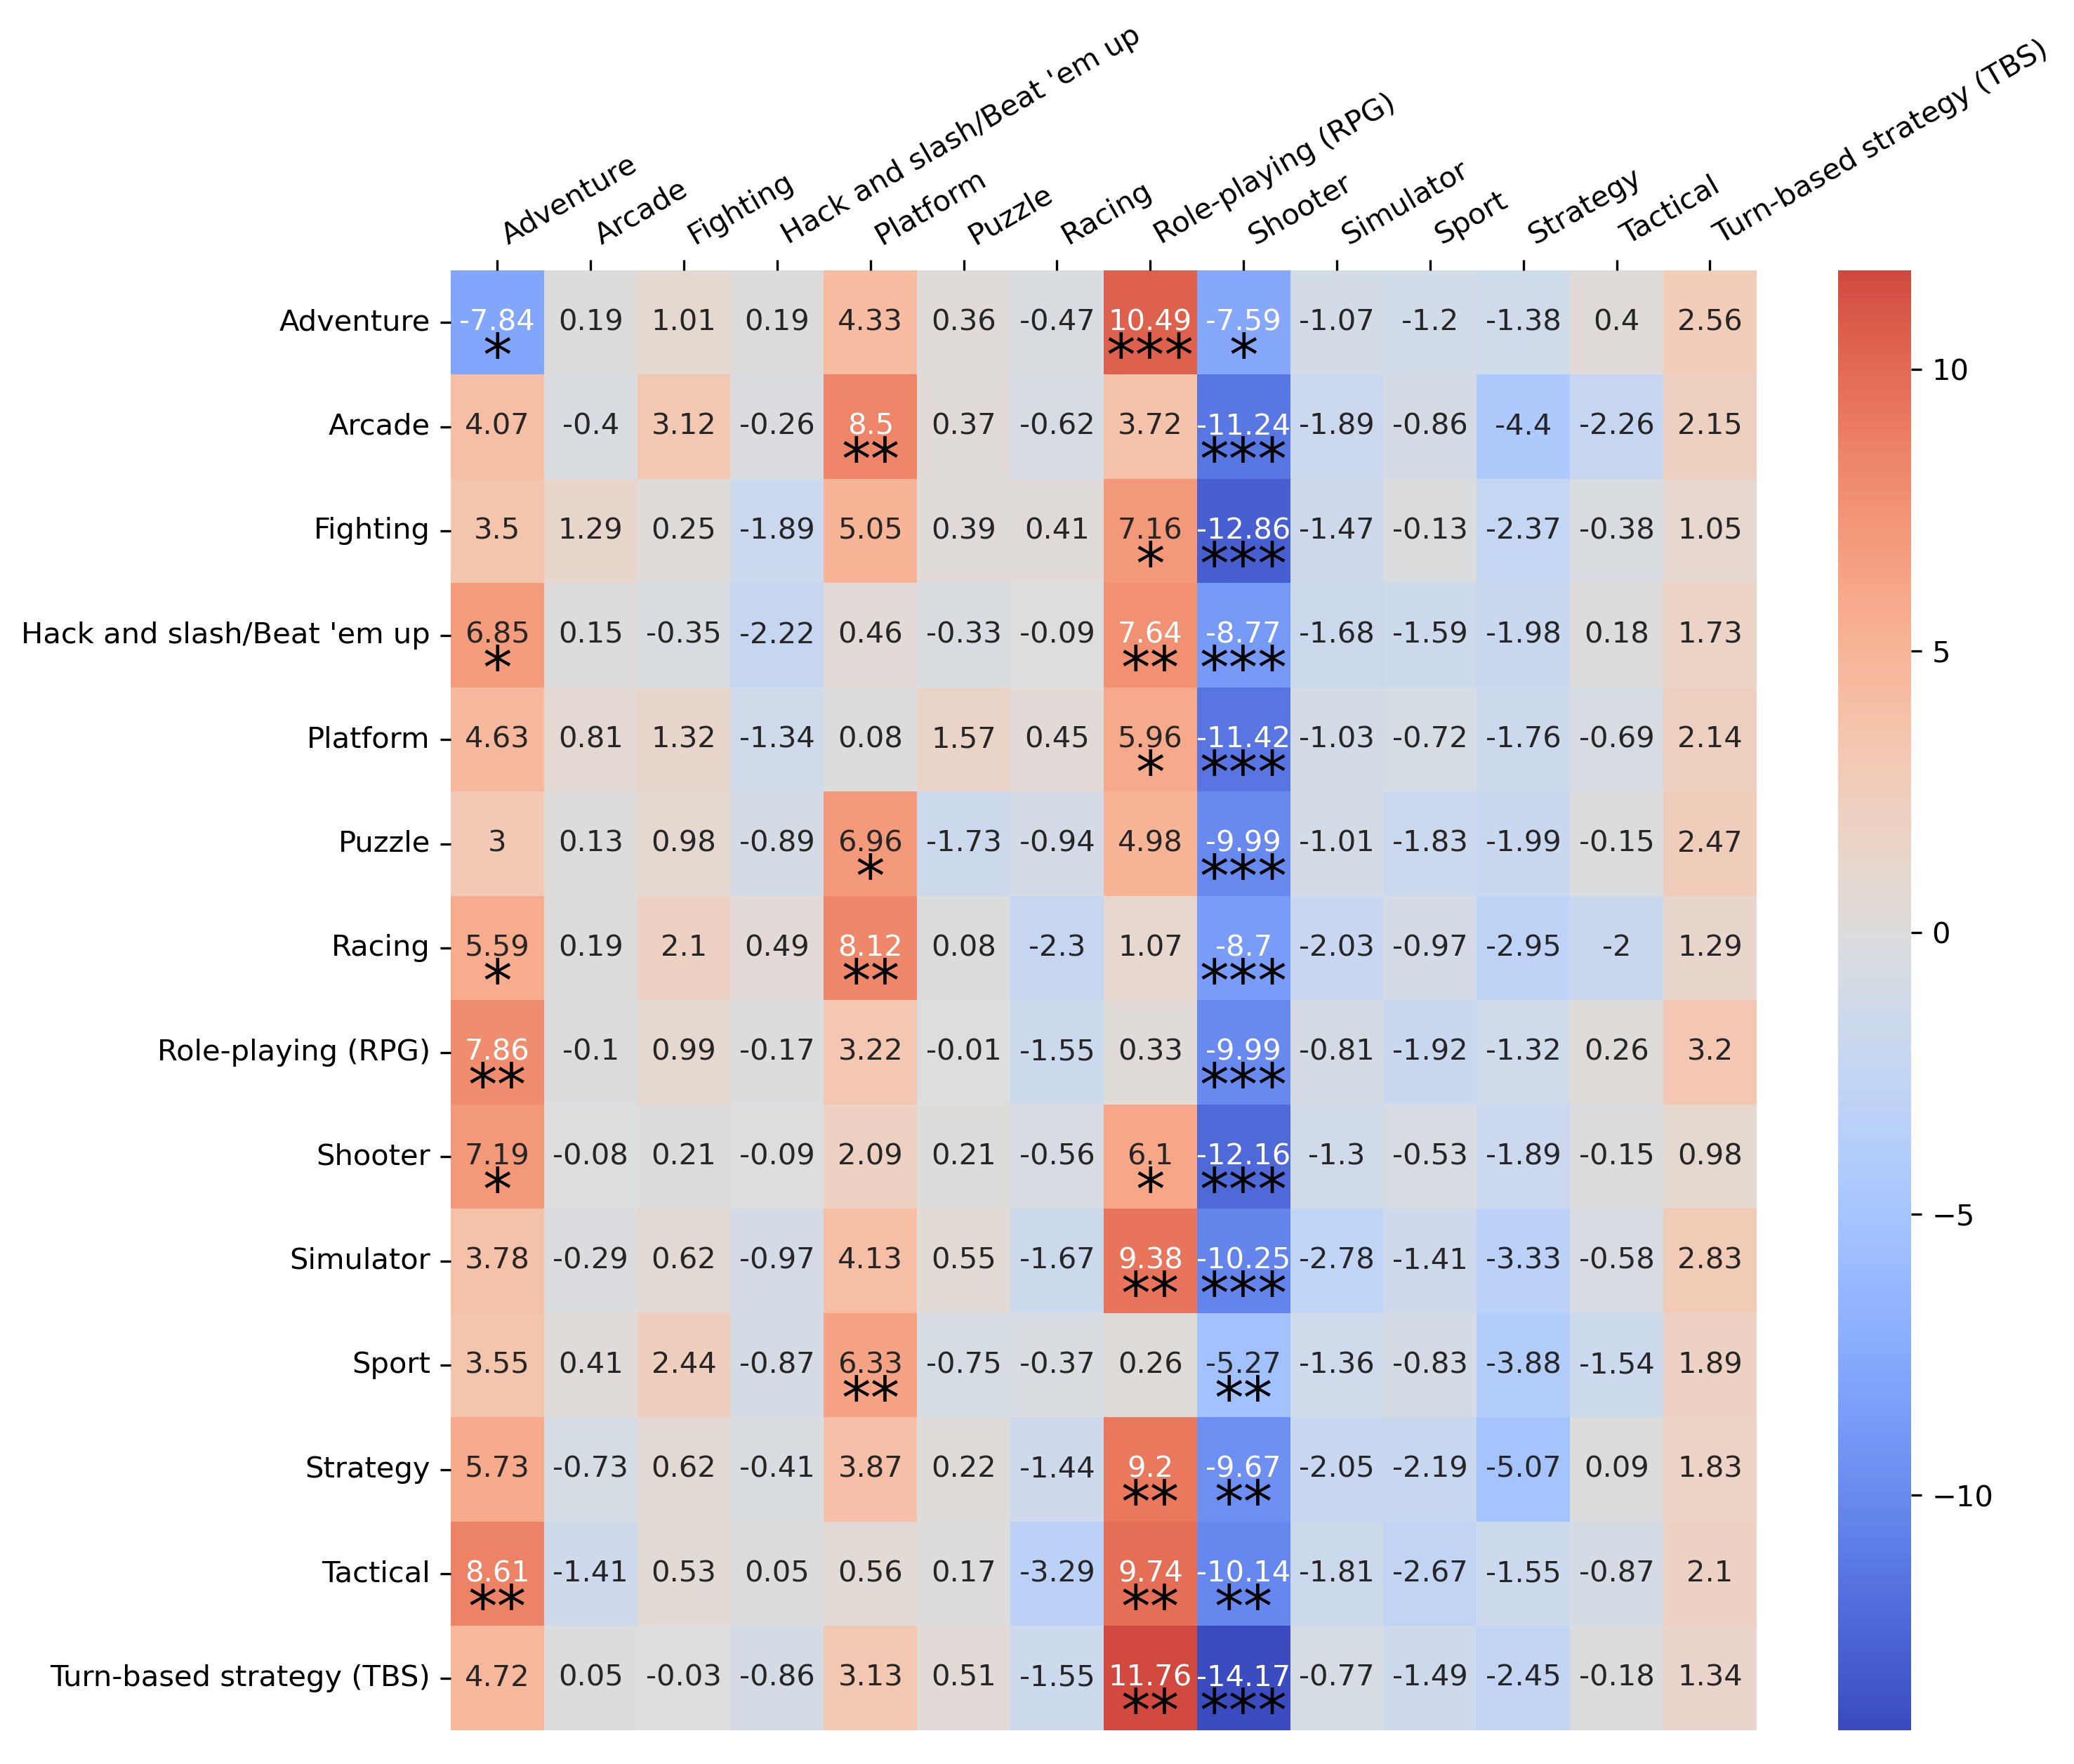 Adventure Arcade Fighting Hack and slash/Beat 'em up Platform Puzzle Racing Role-playing (RPG) Shooter Simulator Sport Strategy Tactical Turn-based strategy (TBS)
Adventure -7.84 0.19 1.01 0.19 4.33 0.36 -0.47 10.49 -7.59 -1.07 -1.2 -1.38 0.4 2.56
* *** *
Arcade 4.07 -0.4 3.12 -0.26 8.5 0.37 -0.62 3.72 -11.24 -1.89 -0.86 -4.4 -2.26 2.15
** ***
Fighting 3.5 1.29 0.25 -1.89 5.05 0.39 0.41 7.16 -12.86 -1.47 -0.13 -2.37 -0.38 1.05
* ***
Hack and slash/Beat 'em up 6.85 0.15 -0.35 -2.22 0.46 -0.33 -0.09 7.64 -8.77 -1.68 -1.59 -1.98 0.18 1.73
* ** ***
Platform 4.63 0.81 1.32 -1.34 0.08 1.57 0.45 5.96 -11.42 -1.03 -0.72 -1.76 -0.69 2.14
* ***
Puzzle 3 0.13 0.98 -0.89 6.96 -1.73 -0.94 4.98 -9.99 -1.01 -1.83 -1.99 -0.15 2.47
* ***
Racing 5.59 0.19 2.1 0.49 8.12 0.08 -2.3 1.07 -8.7 -2.03 -0.97 -2.95 -2 1.29
* ** ***
Role-playing (RPG) 7.86 -0.1 0.99 -0.17 3.22 -0.01 -1.55 0.33 -9.99 -0.81 -1.92 -1.32 0.26 3.2
** ***
Shooter 7.19 -0.08 0.21 -0.09 2.09 0.21 -0.56 6.1 -12.16 -1.3 -0.53 -1.89 -0.15 0.98
* * ***
Simulator 3.78 -0.29 0.62 -0.97 4.13 0.55 -1.67 9.38 -10.25 -2.78 -1.41 -3.33 -0.58 2.83
** ***
Sport 3.55 0.41 2.44 -0.87 6.33 -0.75 -0.37 0.26 -5.27 -1.36 -0.83 -3.88 -1.54 1.89
** **
Strategy 5.73 -0.73 0.62 -0.41 3.87 0.22 -1.44 9.2 -9.67 -2.05 -2.19 -5.07 0.09 1.83
** **
Tactical 8.61 -1.41 0.53 0.05 0.56 0.17 -3.29 9.74 -10.14 -1.81 -2.67 -1.55 -0.87 2.1
** ** **
Turn-based strategy (TBS) 4.72 0.05 -0.03 -0.86 3.13 0.51 -1.55 11.76 -14.17 -0.77 -1.49 -2.45 -0.18 1.34
** ***
10
5
0
−5
−10